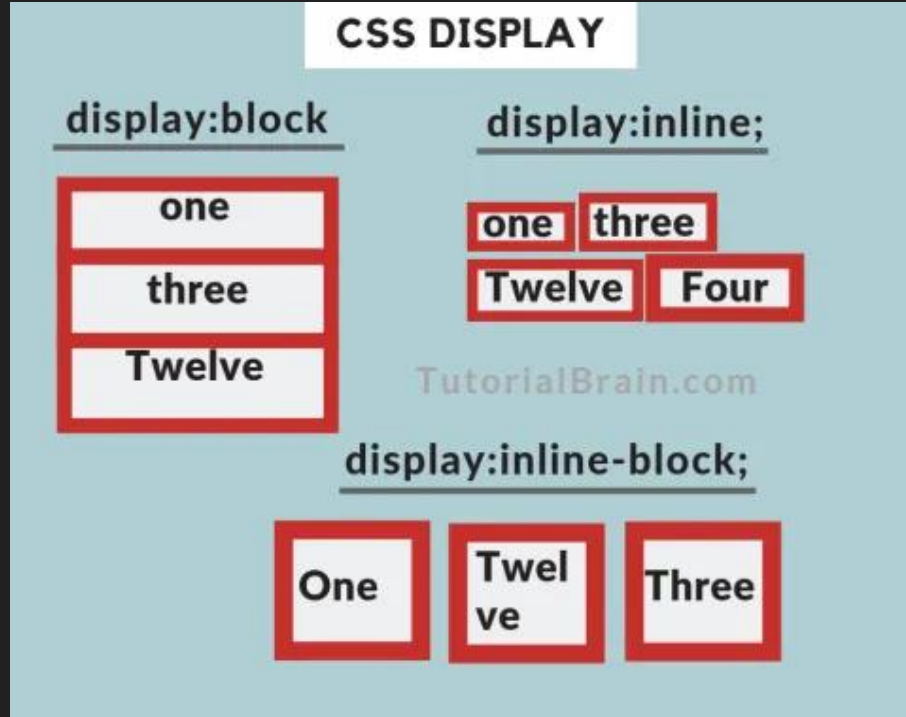 CSS DISPLAY
display:block
one
three
Twelve
display:inline;
one three
Twelve Four
TutorialBrain.com
display:inline-block;
One
Twel
ve
Three